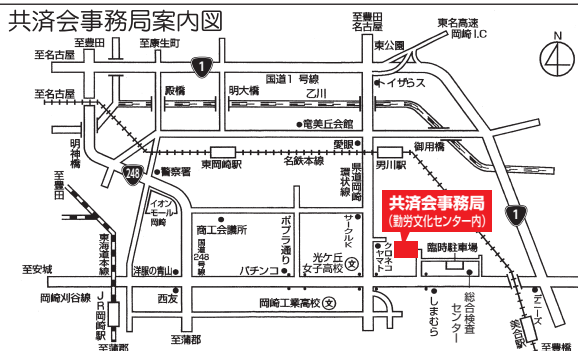 共済会事務局案内図
至豊田
至康生町
至豊田
名古屋
東名高速
岡崎I.C
至名古屋
東公園
N
1
国道1号線
トイザらス
至名古屋
殿橋
明大橋
乙川
竜美丘会館
明神橋
愛眼
御用橋
東岡崎駅
名鉄本線
男川駅
248
警察署
至豊田
県道岡崎環状線
イオンモール岡崎
共済会事務局
(勤労文化センター内)
1
商工会議所
ポプラ通り
サークルK
東海道本線
国道248号線
光ケ丘
女子高校
文
クロネコヤマト
臨時駐車場
至安城
洋服の青山
パチンコ
岡崎刈谷線
西友
岡崎工業高校
文
しまむら
総合検査センター
デニーズ
JR岡崎駅
美合駅
至蒲郡
至蒲郡
至豊橋